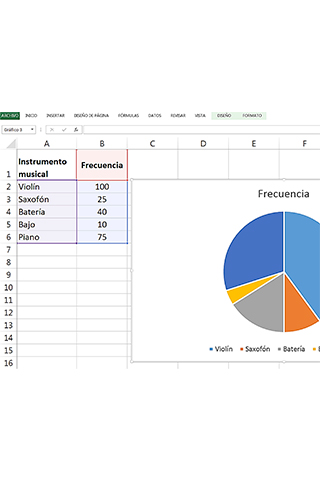 ARCHIVO INICIO INSERTAR DISEÑO DE PÁGINA FÓRMULAS DATOS REVISAR VISTA DISEÑO FORMATO
Gráfico 3 fx
A B C D E F
1 Instrumento musical Frecuencia
2 Violín 100
3 Saxofón 25
4 Batería 40
5 Bajo 10
6 Piano 75
7
8
9
10
11
12
13
14
15
16
Frecuencia
Violín Saxofón Batería